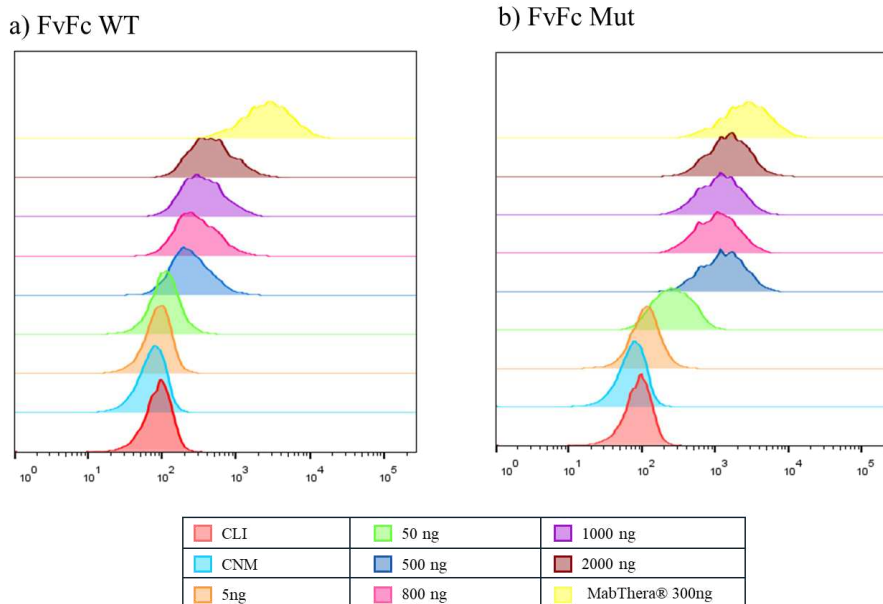 a) FvFc WT
b) FvFc Mut
10^0 10^1 10^2 10^3 10^4 10^5
10^0 10^1 10^2 10^3 10^4 10^5
CLI 50 ng 1000 ng
CNM 500 ng 2000 ng
5ng 800 ng MabThera® 300ng